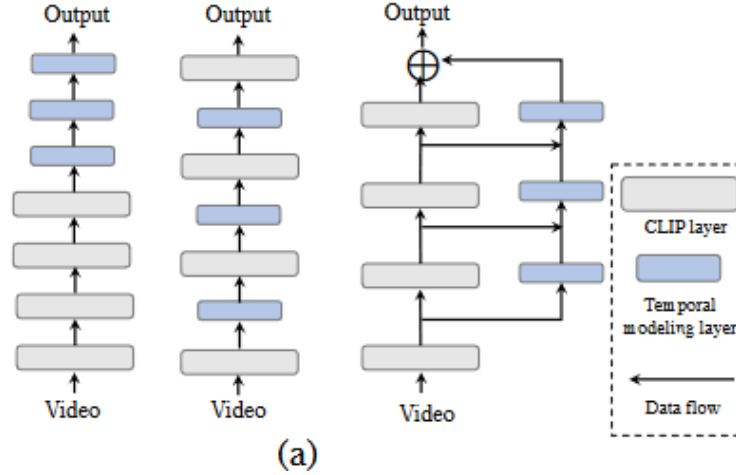 Output
Output
Output
CLIP layer
Temporal
modeling layer
Data flow
Video
Video
Video
(a)